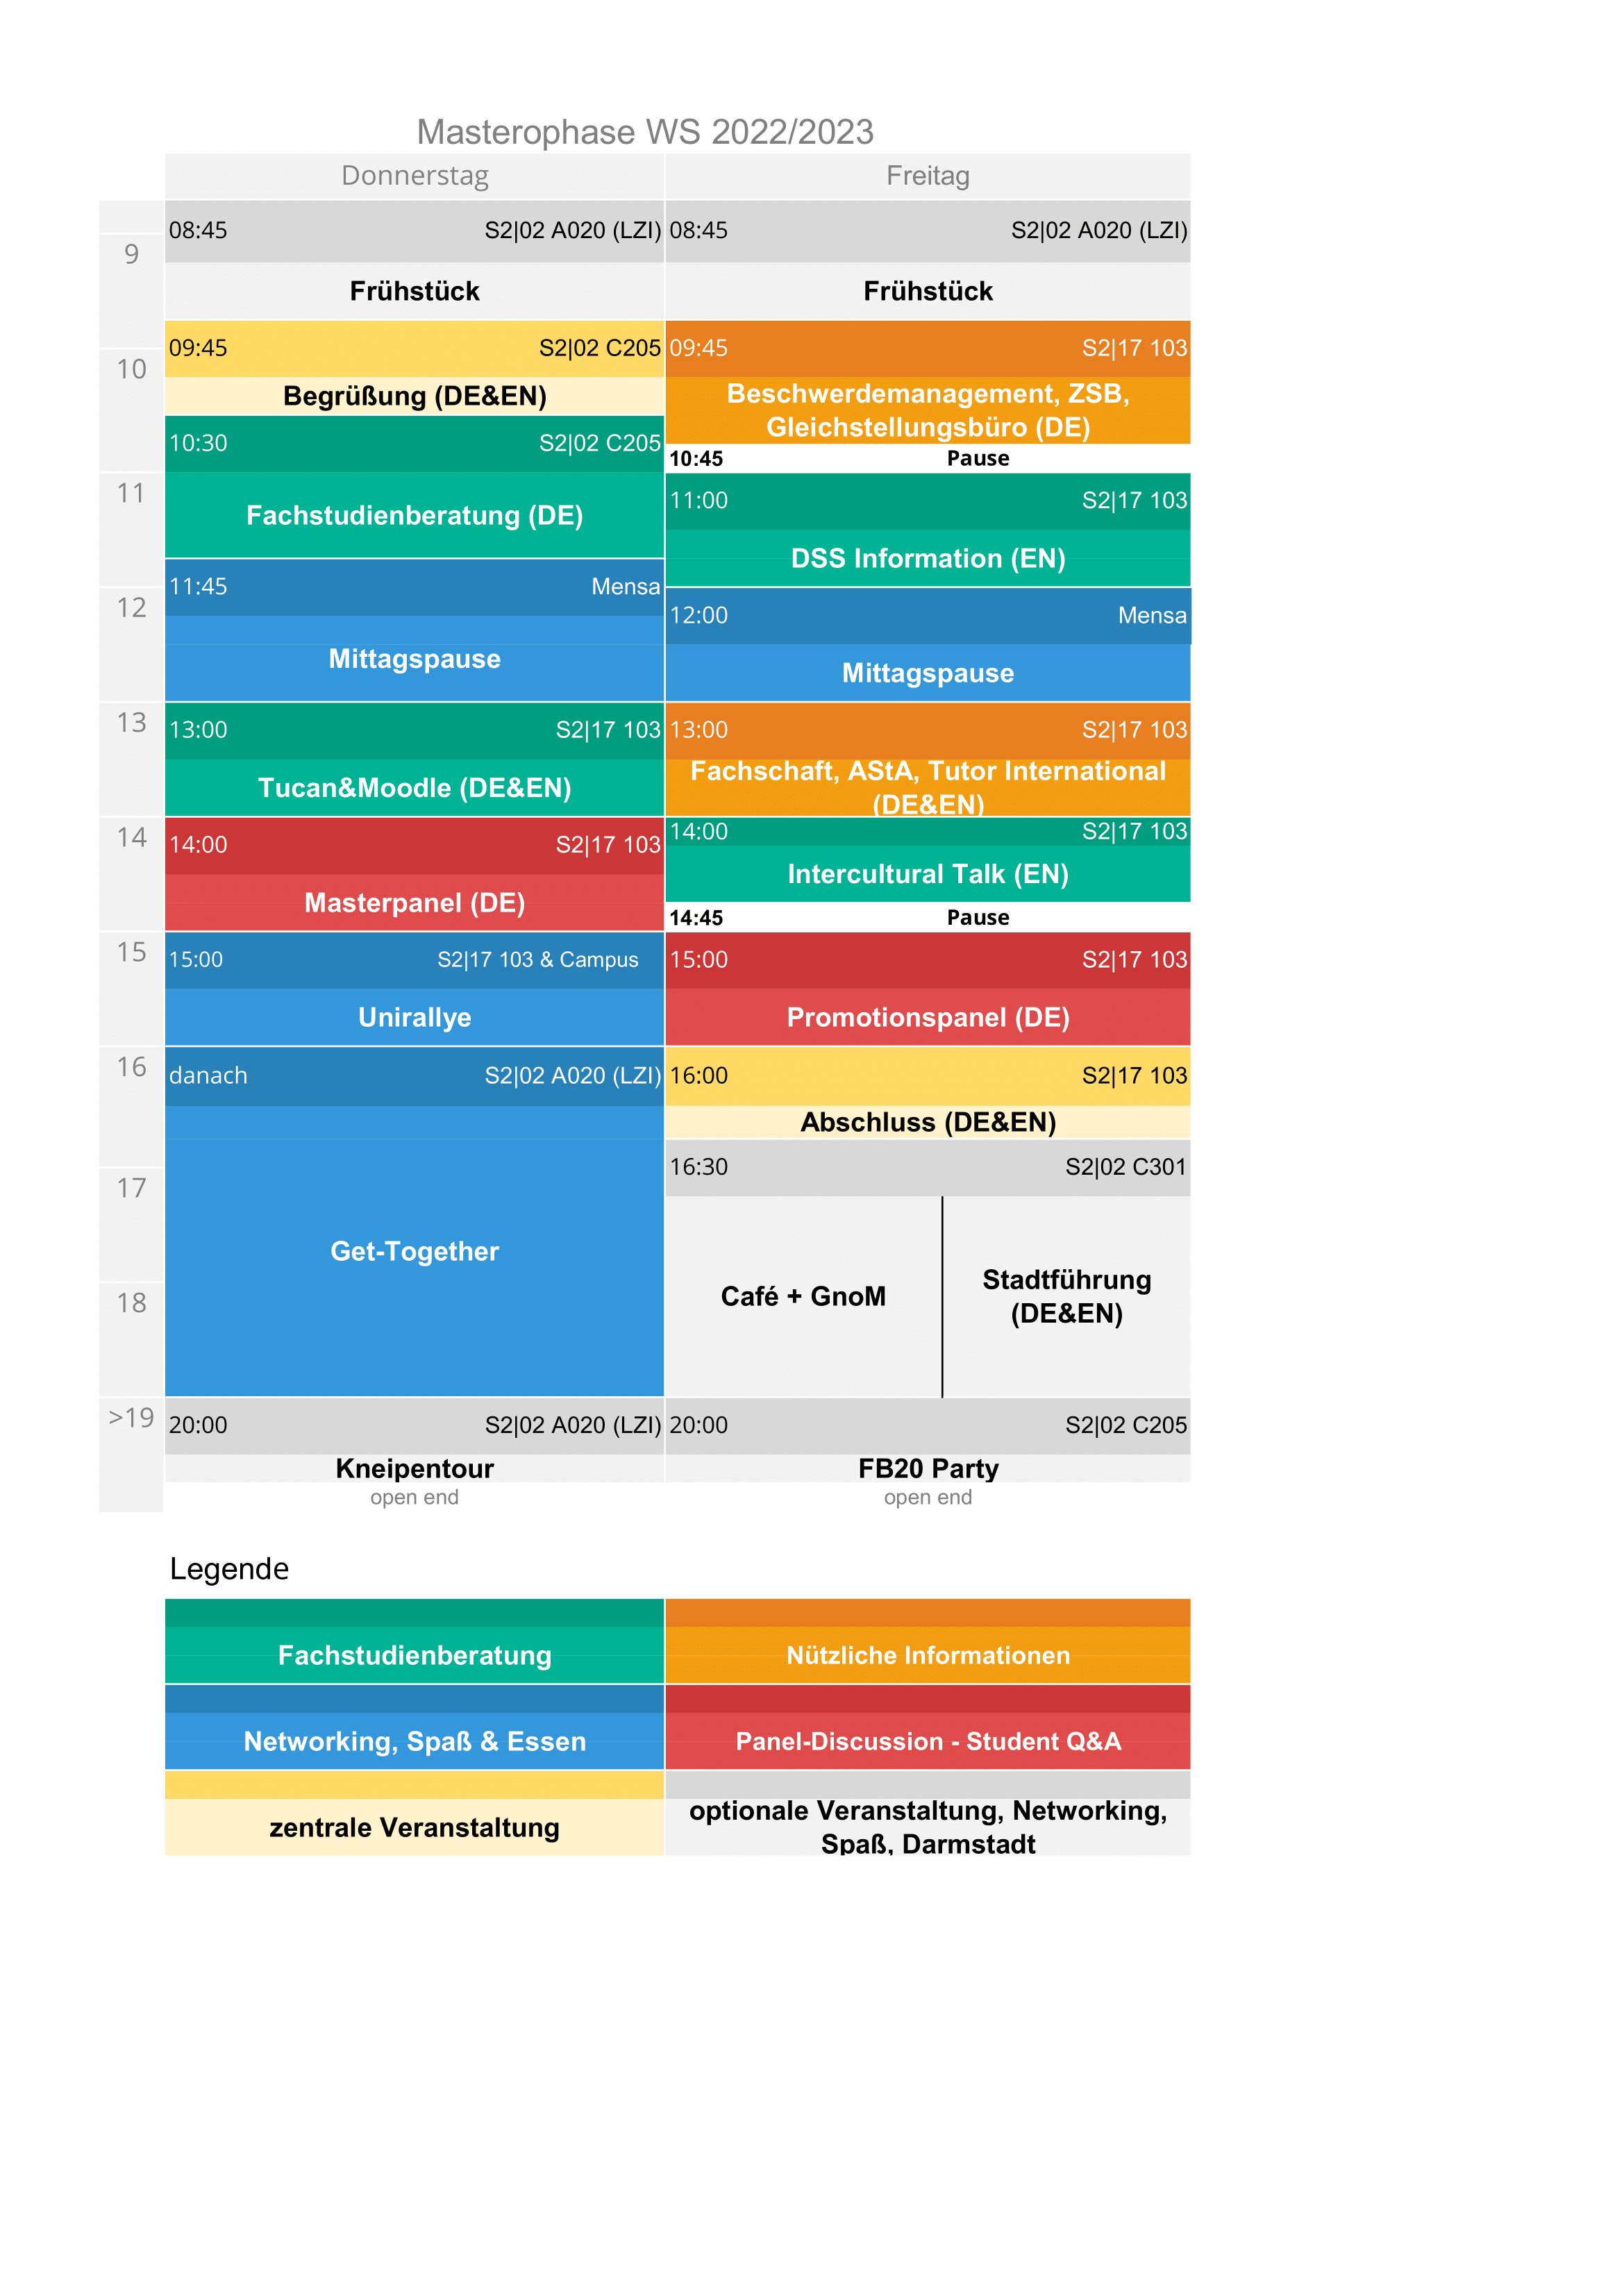 Masterophase WS 2022/2023
Donnerstag Freitag
08:45 S2|02 A020 (LZI) 08:45 S2|02 A020 (LZI)
9
Frühstück Frühstück
09:45 S2|02 C205 09:45 S2|17 103
10
Begrüßung (DE&EN) Beschwerdemanagement, ZSB,
Gleichstellungsbüro (DE)
10:30 S2|02 C205
10:45 Pause
11
11:00 S2|17 103
Fachstudienberatung (DE)
DSS Information (EN)
11:45 Mensa
12
12:00 Mensa
Mittagspause
Mittagspause
13
13:00 S2|17 103 13:00 S2|17 103
Tucan&Moodle (DE&EN) Fachschaft, AStA, Tutor International
(DE&EN)
14
14:00 S2|17 103 14:00 S2|17 103
Intercultural Talk (EN)
Masterpanel (DE)
14:45 Pause
15
15:00 S2|17 103 & Campus 15:00 S2|17 103
Unirallye Promotionspanel (DE)
16
danach S2|02 A020 (LZI) 16:00 S2|17 103
Abschluss (DE&EN)
16:30 S2|02 C301
17
Get-Together
Café + GnoM Stadtführung
(DE&EN)
18
>19
20:00 S2|02 A020 (LZI) 20:00 S2|02 C205
Kneipentour FB20 Party
open end open end
Legende
Fachstudienberatung Nützliche Informationen
Networking, Spaß & Essen Panel-Discussion - Student Q&A
zentrale Veranstaltung optionale Veranstaltung, Networking,
Spaß, Darmstadt